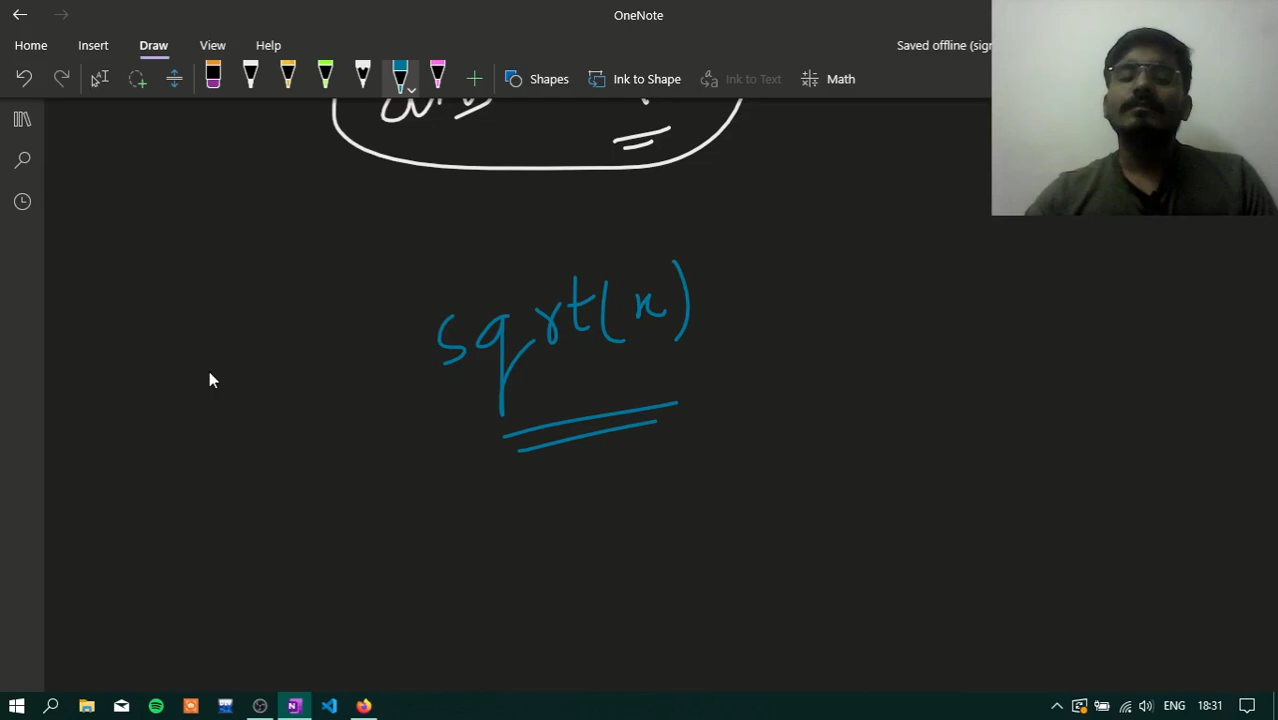 OneNote
Home Insert Draw View Help Saved offline (sig
Shapes Ink to Shape Ink to Text Math
sqrt(x)
ENG 18:31